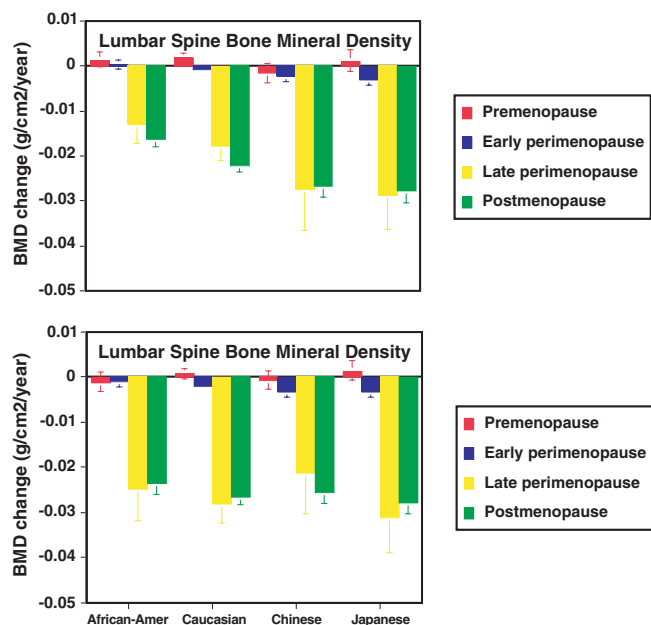 0.01
Lumbar Spine Bone Mineral Density
0
-0.01
-0.02
-0.03
-0.04
-0.05
BMD change (g/cm2/year)
Premenopause
Early perimenopause
Late perimenopause
Postmenopause
0.01
Lumbar Spine Bone Mineral Density
0
-0.01
-0.02
-0.03
-0.04
-0.05
BMD change (g/cm2/year)
African-Amer Caucasian Chinese Japanese
Premenopause
Early perimenopause
Late perimenopause
Postmenopause